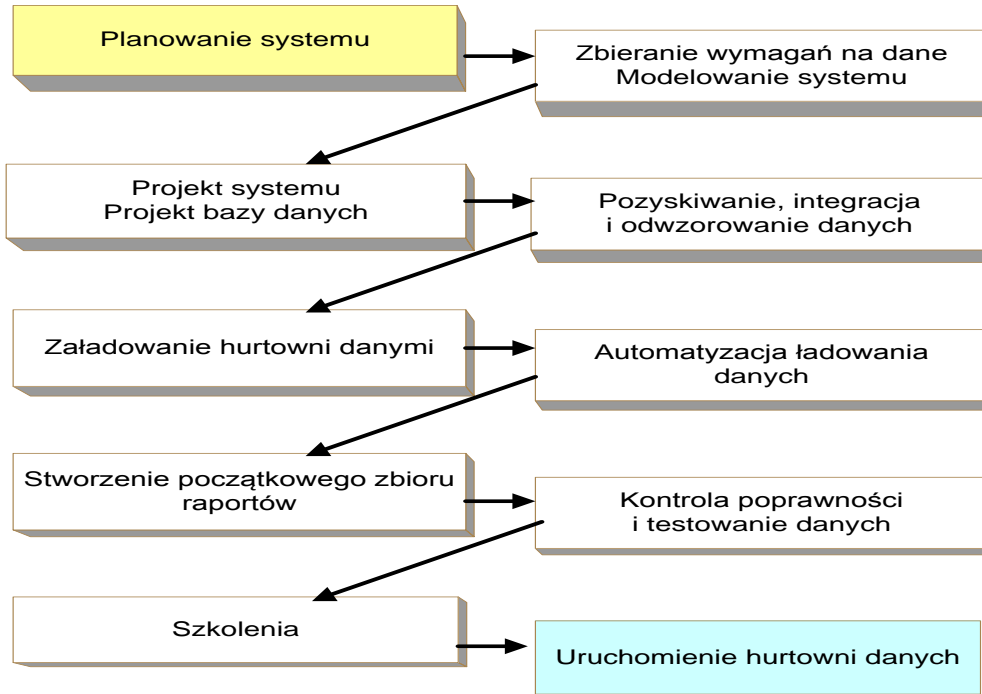 Planowanie systemu
Zbieranie wymagań na dane
Modelowanie systemu
Projekt systemu
Projekt bazy danych
Pozyskiwanie, integracja
i odwzorowanie danych
Załadowanie hurtowni danymi
Automatyzacja ładowania
danych
Stworzenie początkowego zbioru
raportów
Kontrola poprawności
i testowanie danych
Szkolenia
Uruchomienie hurtowni danych